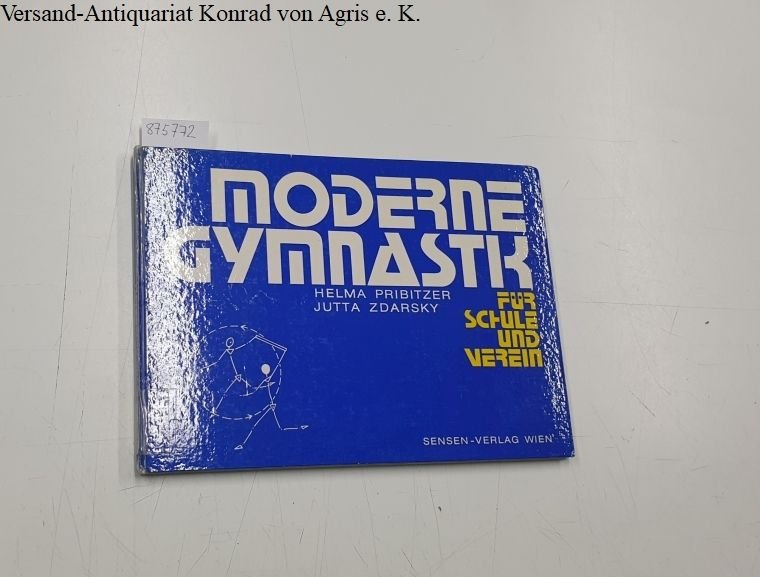 Versand-Antiquariat Konrad von Agris e. K.
875772
MODERNE
GYMNASTIK
HELMA PRIBITZER
JUTTA ZDARSKY
FÜR
SCHULE
UND
VEREIN
SENSEN-VERLAG WIEN